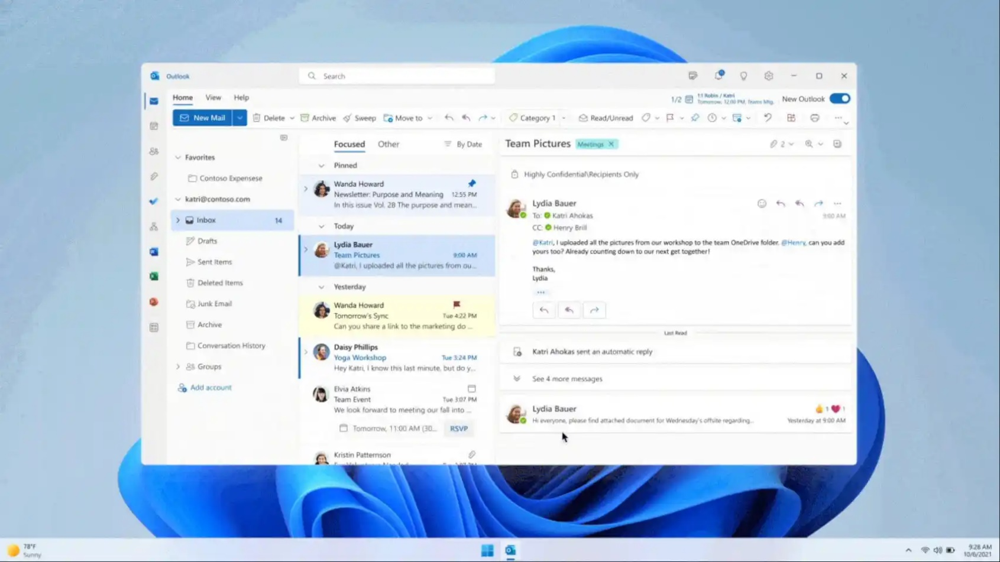 Outlook
Search
Home View Help
1/2 1:1 Robin / Katri
Tomorrow, 12:00 PM, Teams Mtg.
New Outlook
New Mail Delete Archive Sweep Move to Category 1 Read/Unread
Favorites
Contoso Expensese
katri@contoso.com
Inbox 14
Drafts
Sent Items
Deleted Items
Junk Email
Archive
Conversation History
Groups
Add account
Focused Other By Date
Pinned
Wanda Howard
Newsletter: Purpose and Meaning 12:55 PM
In this issue Vol. 28 The purpose and mean...
Today
Lydia Bauer
Team Pictures 9:00 AM
@Katri, I uploaded all the pictures from ou...
Yesterday
Wanda Howard
Tomorrow's Sync Tue 4:22 PM
Can you share a link to the marketing do ...
Daisy Phillips
Yoga Workshop Tue 3:24 PM
Hey Katri, I know this last minute, but do y...
Elvia Atkins
Team Event Tue 3:07 PM
We look forward to meeting our fall into ...
Tomorrow, 11:00 AM (30... RSVP
Kristin Patternson
Team Pictures Meetings 2
Highly Confidential\Recipients Only
Lydia Bauer
To: Katri Ahokas 9:00 AM
CC: Henry Brill
@Katri, I uploaded all the pictures from our workshop to the team OneDrive folder. @Henry, can you add
yours too? Already counting down to our next get together!
Thanks,
Lydia
Last Read
Katri Ahokas sent an automatic reply
See 4 more messages
Lydia Bauer 1 1
Hi everyone, please find attached document for Wednesday's offsite regarding... Yesterday at 9:00 AM
78°F
Sunny
9:28 AM
10/6/2021